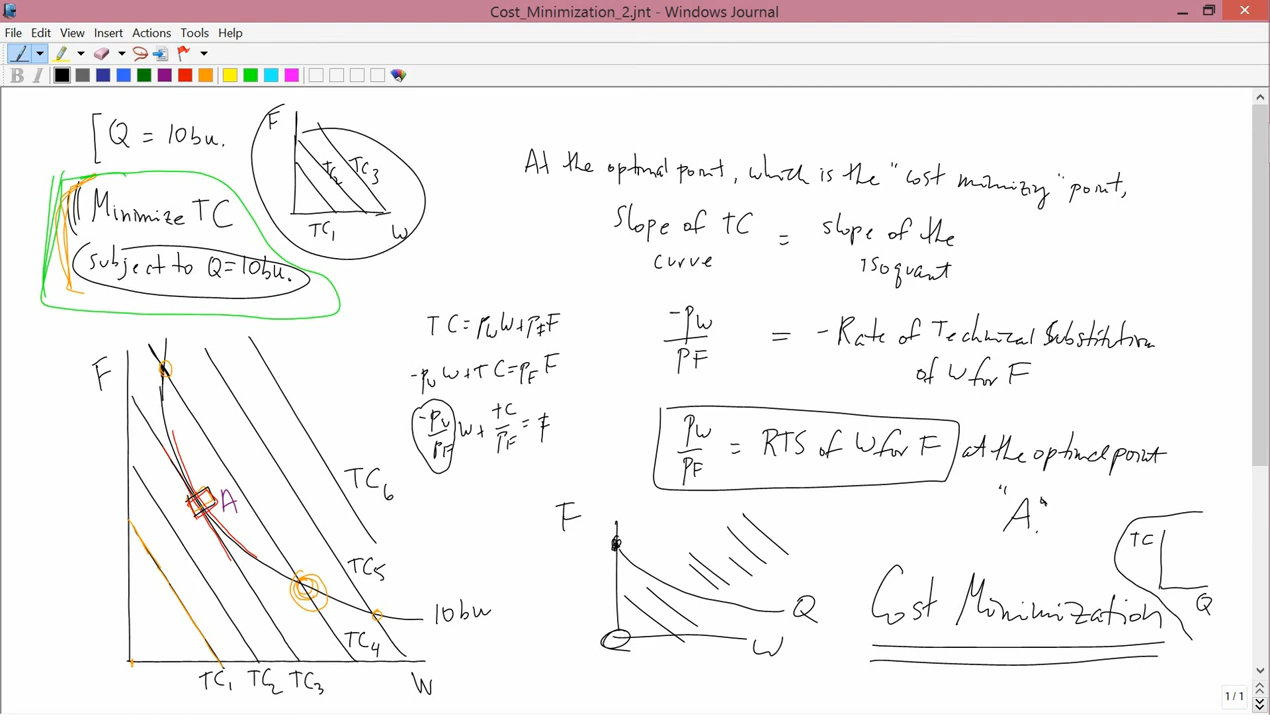 Cost_Minimization_2.jnt - Windows Journal
File Edit View Insert Actions Tools Help
B I
[ Q = 10bu.
Minimize TC
subject to Q=10bu.
F
TC2 TC3
TC1 W
At the optimal point, which is the "cost minimizig" point,
slope of TC = slope of the
curve isoquant
TC = PwW + PFF
-PwW + TC = PFF
-Pw/PF W + TC/PF = F
-PW/PF = - Rate of Technical Substitution
of W for F
PW/PF = RTS of W for F at the optimal point
"A."
F
A
TC6
TC5
10bu
TC4
TC1 TC2 TC3 W
F
Q
W
Cost Minimization
TC
Q
1/1